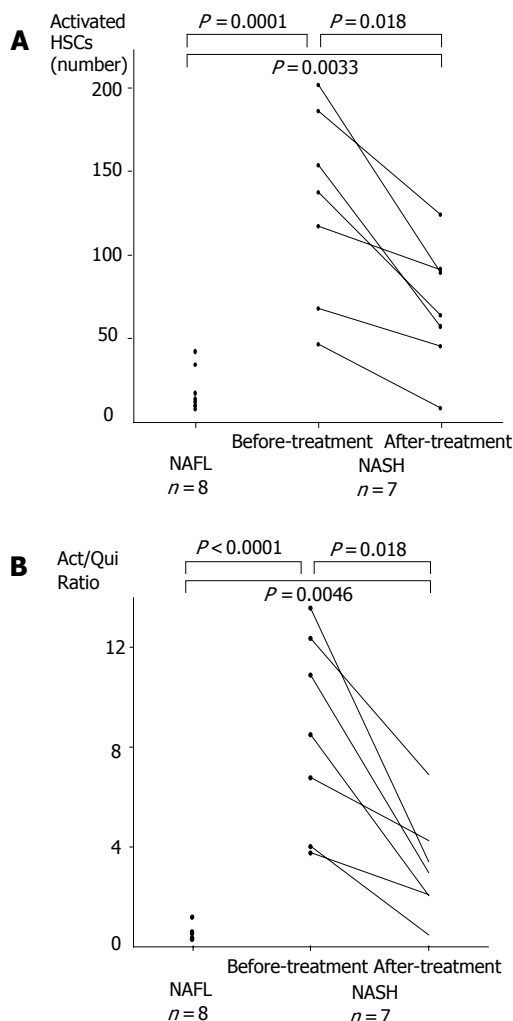 A
Activated
HSCs
(number)
P = 0.0001
P = 0.018
P = 0.0033
200
150
100
50
0
Before-treatment After-treatment
NAFL
NASH
n = 8
n = 7
B
Act/Qui
Ratio
P < 0.0001
P = 0.018
P = 0.0046
12
8
4
0
Before-treatment After-treatment
NAFL
NASH
n = 8
n = 7